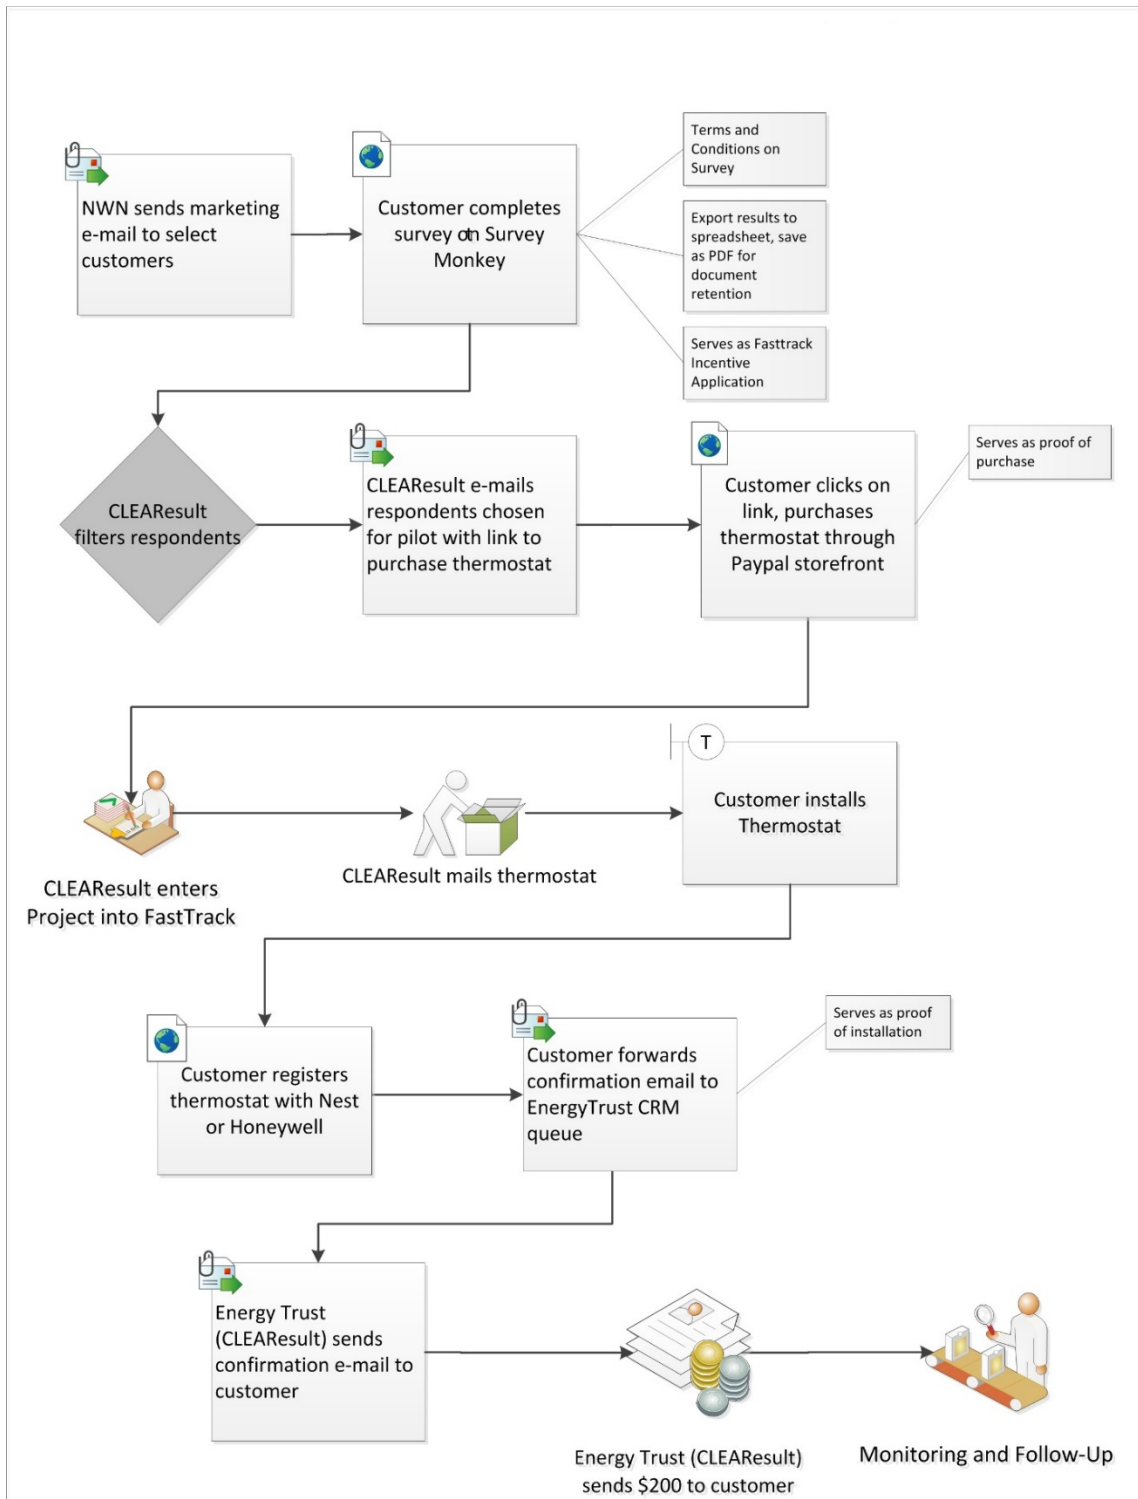 NWN sends marketing
e-mail to select
customers
Customer completes
survey on Survey
Monkey
Terms and
Conditions on
Survey
Export results to
spreadsheet, save
as PDF for
document
retention
Serves as Fasttrack
Incentive
Application
CLEAResult
filters respondents
CLEAResult e-mails
respondents chosen
for pilot with link to
purchase thermostat
Customer clicks on
link, purchases
thermostat through
Paypal storefront
Serves as proof of
purchase
CLEAResult enters
Project into FastTrack
CLEAResult mails thermostat
T
Customer installs
Thermostat
Customer registers
thermostat with Nest
or Honeywell
Customer forwards
confirmation email to
EnergyTrust CRM
queue
Serves as proof
of installation
Energy Trust
(CLEAResult) sends
confirmation e-mail to
customer
Energy Trust (CLEAResult)
sends $200 to customer
Monitoring and Follow-Up